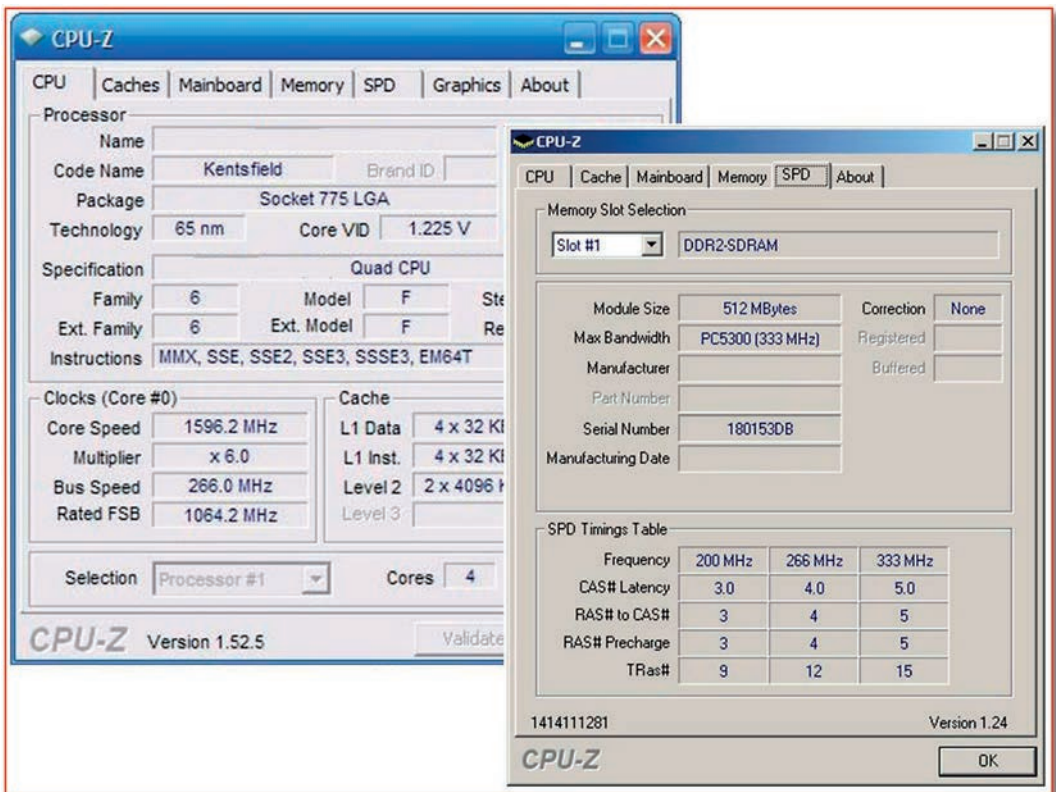 CPU-Z
CPU Caches Mainboard Memory SPD Graphics About
Processor
Name
Code Name Kentsfield Brand ID
Package Socket 775 LGA
Technology 65 nm Core VID 1.225 V
Specification Quad CPU
Family 6 Model F
Ext. Family 6 Ext. Model F
Instructions MMX, SSE, SSE2, SSE3, SSSE3, EM64T
Clocks (Core #0)
Core Speed 1596.2 MHz
Multiplier x 6.0
Bus Speed 266.0 MHz
Rated FSB 1064.2 MHz
Cache
L1 Data 4 x 32
L1 Inst. 4 x 32
Level 2 2 x 4096
Level 3
Selection Processor #1 Cores 4
CPU-Z Version 1.52.5 Validate
CPU-Z
CPU Cache Mainboard Memory SPD About
Memory Slot Selection
Slot #1 DDR2-SDRAM
Module Size 512 MBytes Correction None
Max Bandwidth PC5300 (333 MHz) Registered
Manufacturer Buffered
Part Number
Serial Number 180153DB
Manufacturing Date
SPD Timings Table
Frequency 200 MHz 266 MHz 333 MHz
CAS# Latency 3.0 4.0 5.0
RAS# to CAS# 3 4 5
RAS# Precharge 3 4 5
TRas# 9 12 15
1414111281 Version 1.24
CPU-Z OK